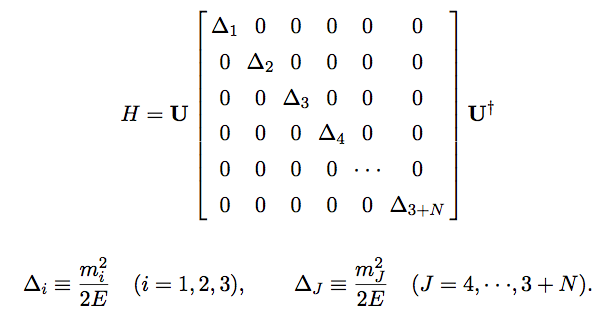 Δ₁ 0 0 0 0 0
0 Δ₂ 0 0 0 0
0 0 Δ₃ 0 0 0
H = U [ 0 0 0 Δ₄ 0 0 ] U†
0 0 0 0 ⋯ 0
0 0 0 0 0 Δ₃₊N
Δᵢ ≡ mᵢ²/2E (i = 1, 2, 3), Δ_J ≡ m_J²/2E (J = 4, ⋯, 3 + N).